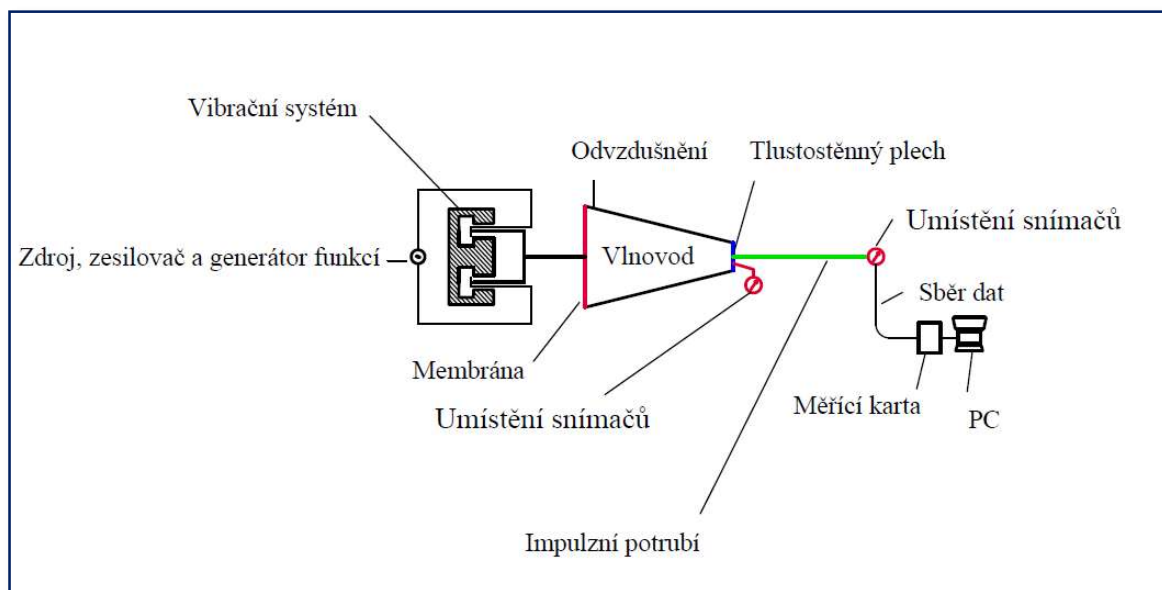 Vibrační systém
Odvzdušnění
Tlustostěnný plech
Umístění snímačů
Zdroj, zesilovač a generátor funkcí
Vlnovod
Sběr dat
Membrána
Umístění snímačů
Měřící karta
PC
Impulzní potrubí